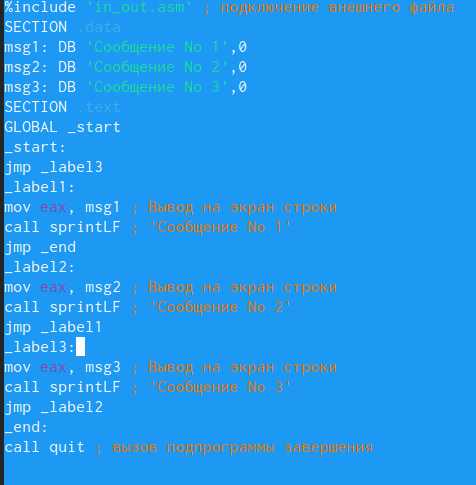 %include 'in_out.asm' ; подключение внешнего файла
SECTION .data
msg1: DB 'Сообщение No 1',0
msg2: DB 'Сообщение No 2',0
msg3: DB 'Сообщение No 3',0
SECTION .text
GLOBAL _start
_start:
jmp _label3
_label1:
mov eax, msg1 ; Вывод на экран строки
call sprintLF ; 'Сообщение No 1'
jmp _end
_label2:
mov eax, msg2 ; Вывод на экран строки
call sprintLF ; 'Сообщение No 2'
jmp _label1
_label3:
mov eax, msg3 ; Вывод на экран строки
call sprintLF ; 'Сообщение No 3'
jmp _label2
_end:
call quit ; вызов подпрограммы завершения